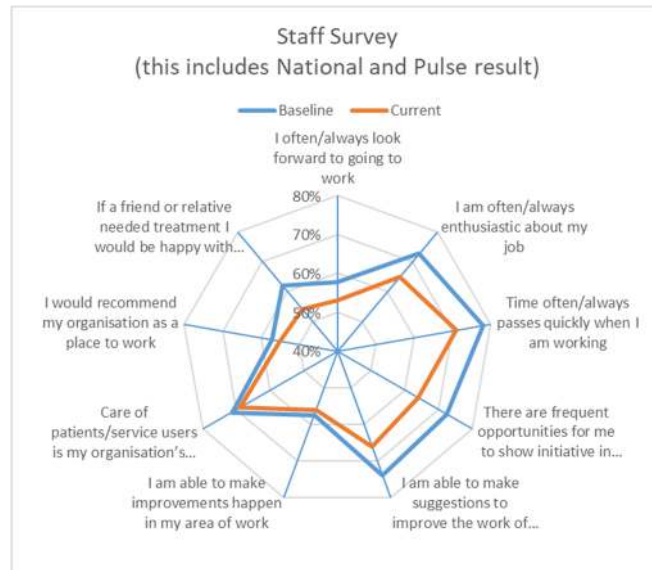 Staff Survey
(this includes National and Pulse result)
Baseline
Current
I often/always look
forward to going to
work
I am often/always
enthusiastic about my
job
Time often/always
passes quickly when I
am working
There are frequent
opportunities for me
to show initiative in...
I am able to make
suggestions to
improve the work of...
I am able to make
improvements happen
in my area of work
Care of
patients/service users
is my organisation's...
I would recommend
my organisation as a
place to work
If a friend or relative
needed treatment I
would be happy with...
80%
70%
60%
50%
40%